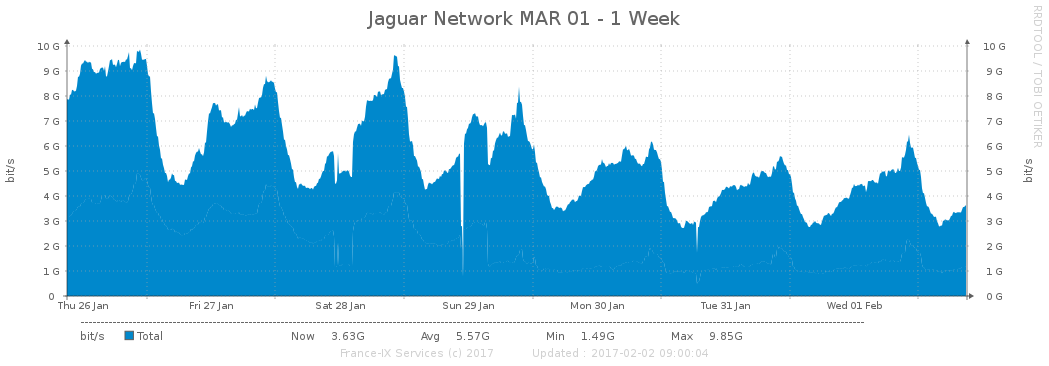 Jaguar Network MAR 01 - 1 Week
RRDTOOL / TOBI OETIKER
bit/s
10 G
9 G
8 G
7 G
6 G
5 G
4 G
3 G
2 G
1 G
0
10 G
9 G
8 G
7 G
6 G
5 G
4 G
3 G
2 G
1 G
0 G
bit/s
Thu 26 Jan Fri 27 Jan Sat 28 Jan Sun 29 Jan Mon 30 Jan Tue 31 Jan Wed 01 Feb
bit/s Total Now 3.63G Avg 5.57G Min 1.49G Max 9.85G
France-IX Services (c) 2017 Updated : 2017-02-02 09:00:04